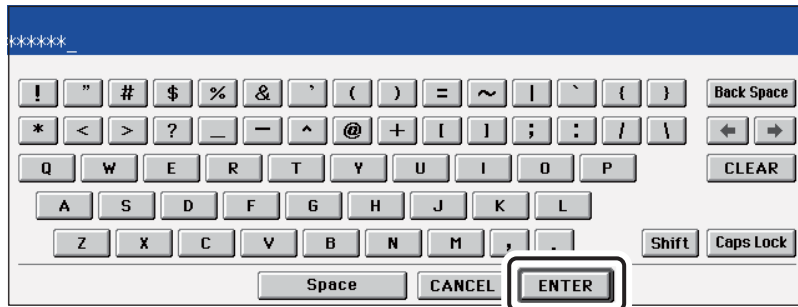 ******_
! " # $ % & ' ( ) = ~ | ` { } Back Space
* < > ? _ - ^ @ + [ ] ; : / \ ← →
Q W E R T Y U I O P CLEAR
A S D F G H J K L
Z X C V B N M , . Shift Caps Lock
Space CANCEL ENTER